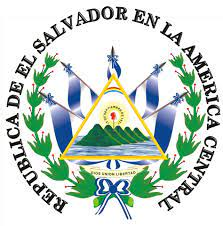 REPUBLICA DE EL SALVADOR EN LA AMERICA CENTRAL
DIOS UNION LIBERTAD